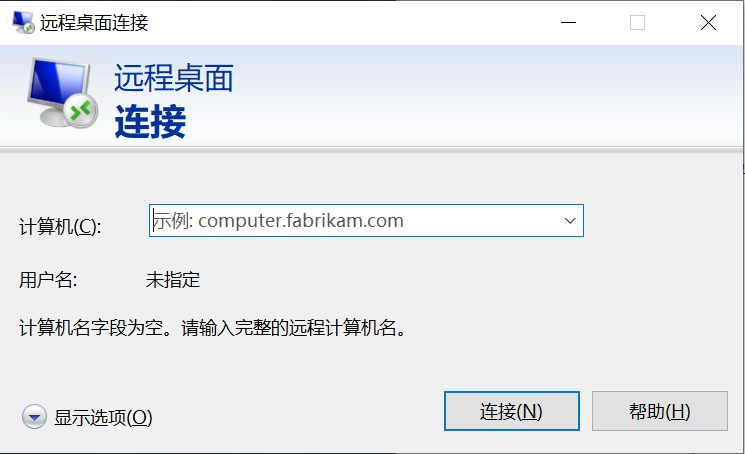 远程桌面连接
远程桌面
连接
计算机(C):
示例: computer.fabrikam.com
用户名:
未指定
计算机名字段为空。请输入完整的远程计算机名。
显示选项(O)
连接(N)
帮助(H)